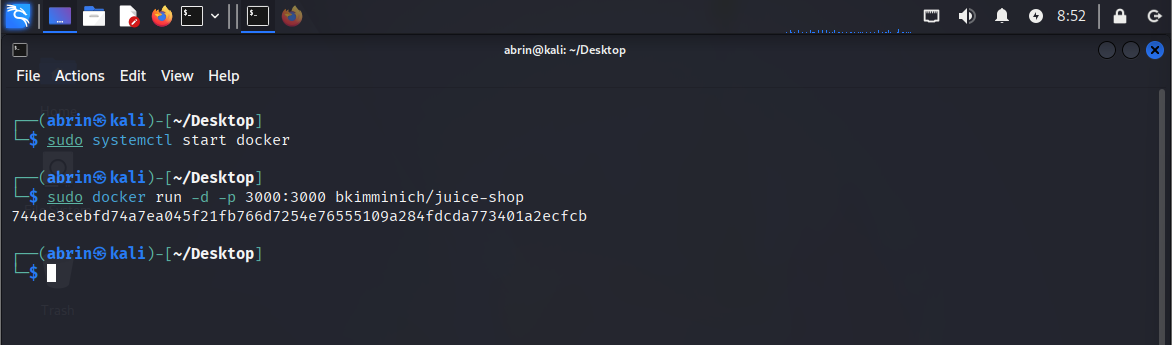 8:52
abrin@kali: ~/Desktop
File Actions Edit View Help
Home
┌──(abrin㉿kali)-[~/Desktop]
└─$ sudo systemctl start docker
┌──(abrin㉿kali)-[~/Desktop]
└─$ sudo docker run -d -p 3000:3000 bkimminich/juice-shop
744de3cebfd74a7ea045f21fb766d7254e76555109a284fdcda773401a2ecfcb
┌──(abrin㉿kali)-[~/Desktop]
└─$
Trash